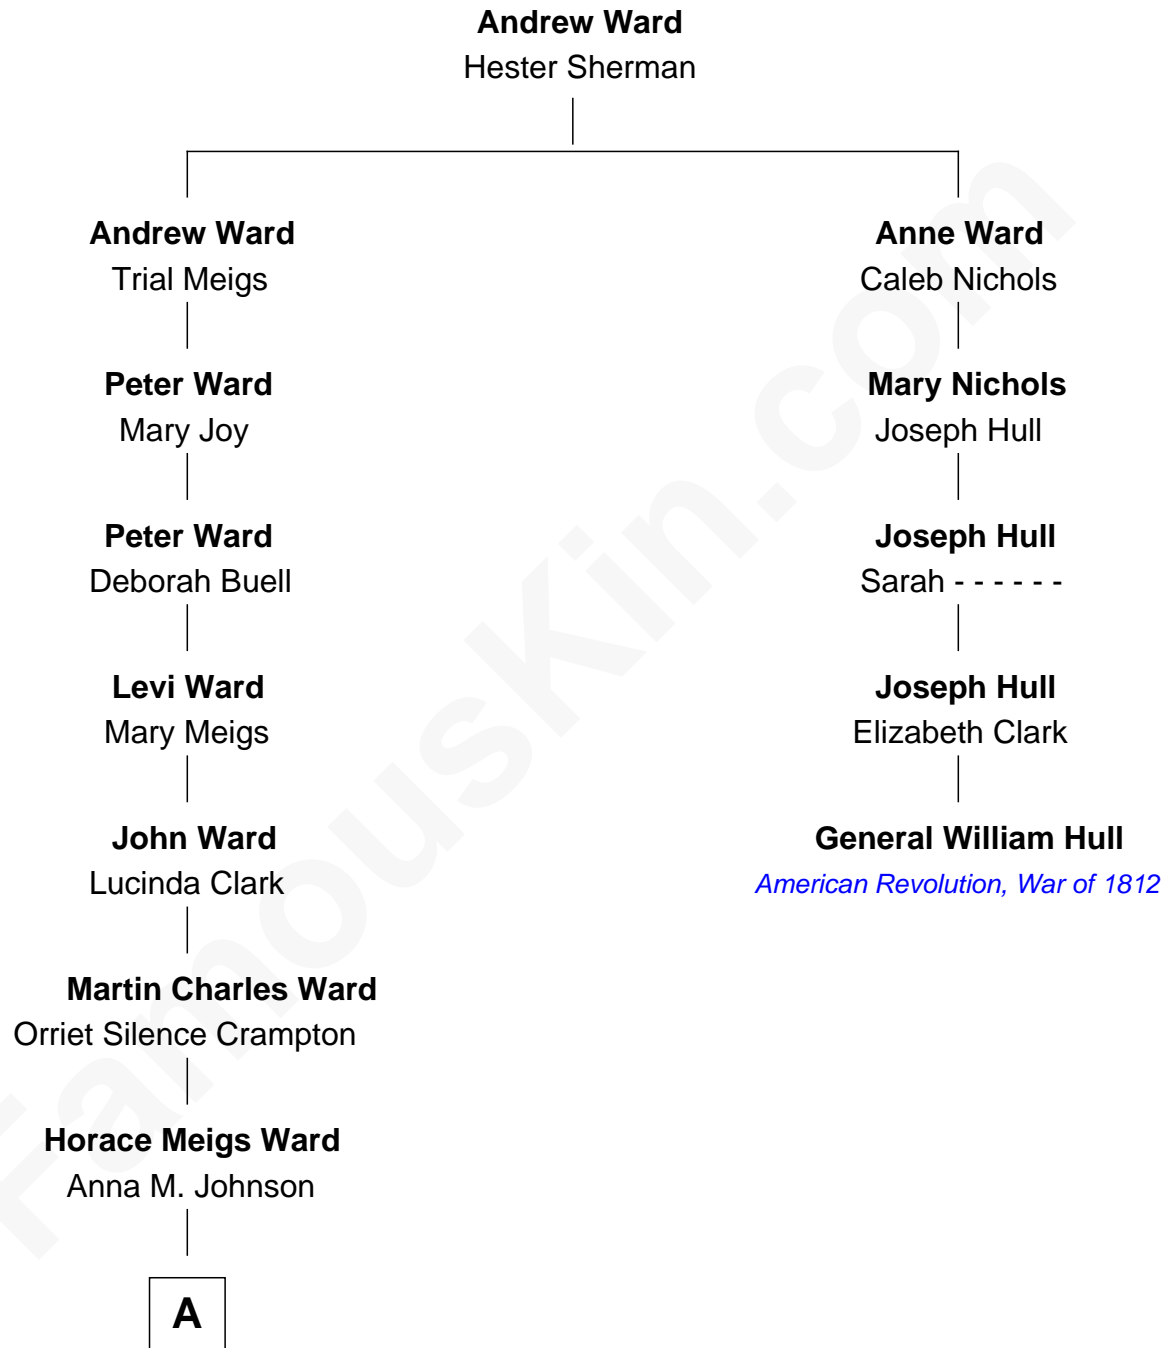 Andrew Ward
Hester Sherman
Andrew Ward
Trial Meigs
Anne Ward
Caleb Nichols
Peter Ward
Mary Joy
Mary Nichols
Joseph Hull
Peter Ward
Deborah Buell
Joseph Hull
Sarah - - - - - -
Levi Ward
Mary Meigs
Joseph Hull
Elizabeth Clark
John Ward
Lucinda Clark
General William Hull
American Revolution, War of 1812
Martin Charles Ward
Orriet Silence Crampton
Horace Meigs Ward
Anna M. Johnson
A
FamousKin.com